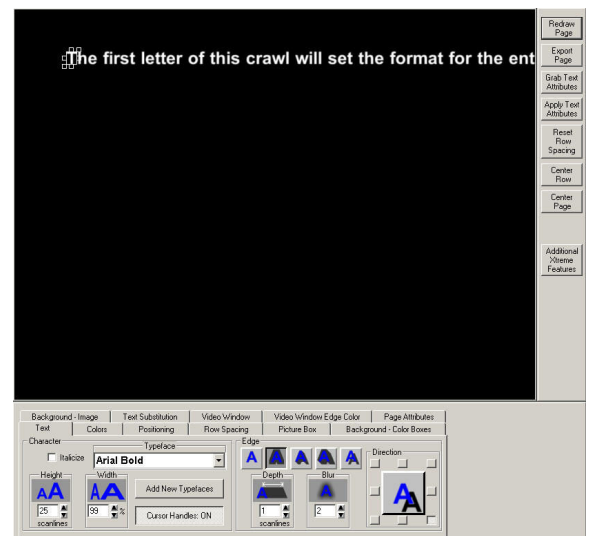 The first letter of this crawl will set the format for the ent
Redraw
Page
Export
Page
Grab Text
Attributes
Apply Text
Attributes
Reset
Row
Spacing
Center
Row
Center
Page
Additional
Xtreme
Features
Background - Image Text Substitution Video Window Video Window Edge Color Page Attributes
Text Colors Positioning Row Spacing Picture Box Background - Color Boxes
Character
Italicize
Typeface
Arial Bold
Height
AA
25
scanlines
Width
AA
99 %
Add New Typefaces
Cursor Handles: ON
Edge
A A A A A
Depth
A
1
scanlines
Blur
A
2
Direction
AA